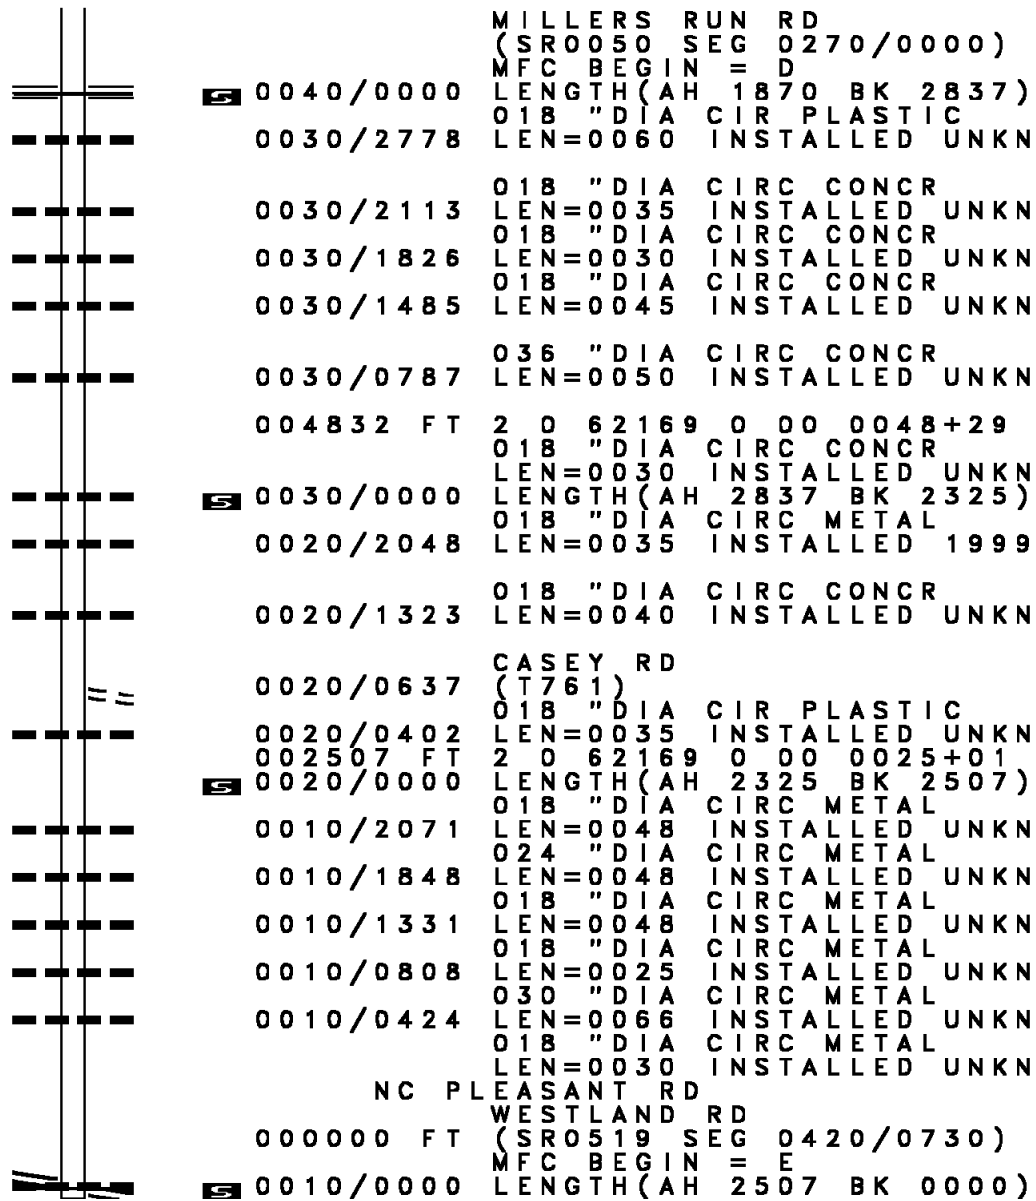 MILLERS RUN RD
(SR0050 SEG 0270/0000)
MFC BEGIN = D
S 0040/0000 LENGTH(AH 1870 BK 2837)
018 "DIA CIR PLASTIC
0030/2778 LEN=0060 INSTALLED UNKN
018 "DIA CIRC CONCR
0030/2113 LEN=0035 INSTALLED UNKN
018 "DIA CIRC CONCR
0030/1826 LEN=0030 INSTALLED UNKN
018 "DIA CIRC CONCR
0030/1485 LEN=0045 INSTALLED UNKN
036 "DIA CIRC CONCR
0030/0787 LEN=0050 INSTALLED UNKN
004832 FT 2 0 62169 0 00 0048+29
018 "DIA CIRC CONCR
LEN=0030 INSTALLED UNKN
S 0030/0000 LENGTH(AH 2837 BK 2325)
018 "DIA CIRC METAL
0020/2048 LEN=0035 INSTALLED 1999
018 "DIA CIRC CONCR
0020/1323 LEN=0040 INSTALLED UNKN
CASEY RD
0020/0637 (T761)
018 "DIA CIR PLASTIC
0020/0402 LEN=0035 INSTALLED UNKN
002507 FT 2 0 62169 0 00 0025+01
S 0020/0000 LENGTH(AH 2325 BK 2507)
018 "DIA CIRC METAL
0010/2071 LEN=0048 INSTALLED UNKN
024 "DIA CIRC METAL
0010/1848 LEN=0048 INSTALLED UNKN
018 "DIA CIRC METAL
0010/1331 LEN=0048 INSTALLED UNKN
018 "DIA CIRC METAL
0010/0808 LEN=0025 INSTALLED UNKN
030 "DIA CIRC METAL
0010/0424 LEN=0066 INSTALLED UNKN
018 "DIA CIRC METAL
LEN=0030 INSTALLED UNKN
NC PLEASANT RD
WESTLAND RD
000000 FT (SR0519 SEG 0420/0730)
MFC BEGIN = E
S 0010/0000 LENGTH(AH 2507 BK 0000)